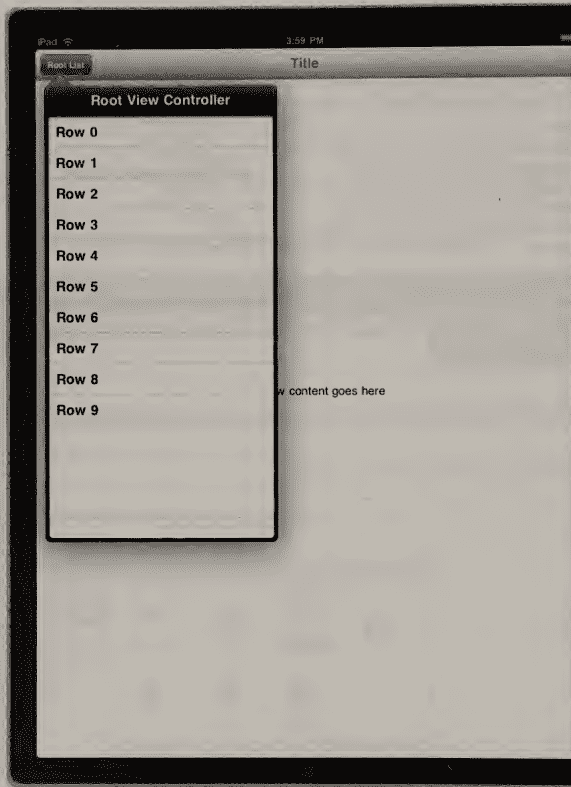 iPad
3:59 PM
Root List
Title
Root View Controller
Row 0
Row 1
Row 2
Row 3
Row 4
Row 5
Row 6
Row 7
Row 8
w content goes here
Row 9